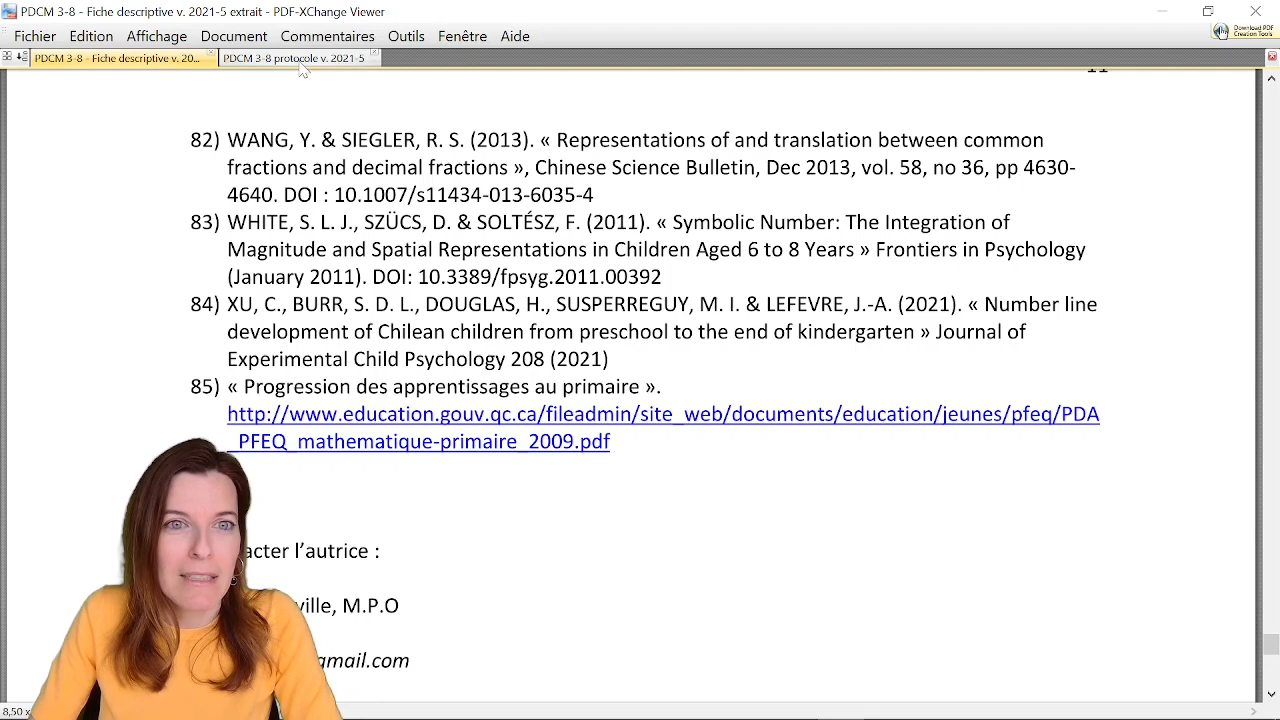 PDCM 3-8 - Fiche descriptive v. 2021-5 extrait - PDF-XChange Viewer
Fichier Edition Affichage Document Commentaires Outils Fenêtre Aide
Download PDF
Creation Tools
PDCM 3-8 - Fiche descriptive v. 20... PDCM 3-8 protocole v. 2021-5
11
82) WANG, Y. & SIEGLER, R. S. (2013). « Representations of and translation between common
fractions and decimal fractions », Chinese Science Bulletin, Dec 2013, vol. 58, no 36, pp 4630-
4640. DOI : 10.1007/s11434-013-6035-4
83) WHITE, S. L. J., SZÜCS, D. & SOLTÉSZ, F. (2011). « Symbolic Number: The Integration of
Magnitude and Spatial Representations in Children Aged 6 to 8 Years » Frontiers in Psychology
(January 2011). DOI: 10.3389/fpsyg.2011.00392
84) XU, C., BURR, S. D. L., DOUGLAS, H., SUSPERREGUY, M. I. & LEFEVRE, J.-A. (2021). « Number line
development of Chilean children from preschool to the end of kindergarten » Journal of
Experimental Child Psychology 208 (2021)
85) « Progression des apprentissages au primaire ».
http://www.education.gouv.qc.ca/fileadmin/site_web/documents/education/jeunes/pfeq/PDA
_PFEQ_mathematique-primaire_2009.pdf
acter l'autrice :
ville, M.P.O
gmail.com
8,50 x